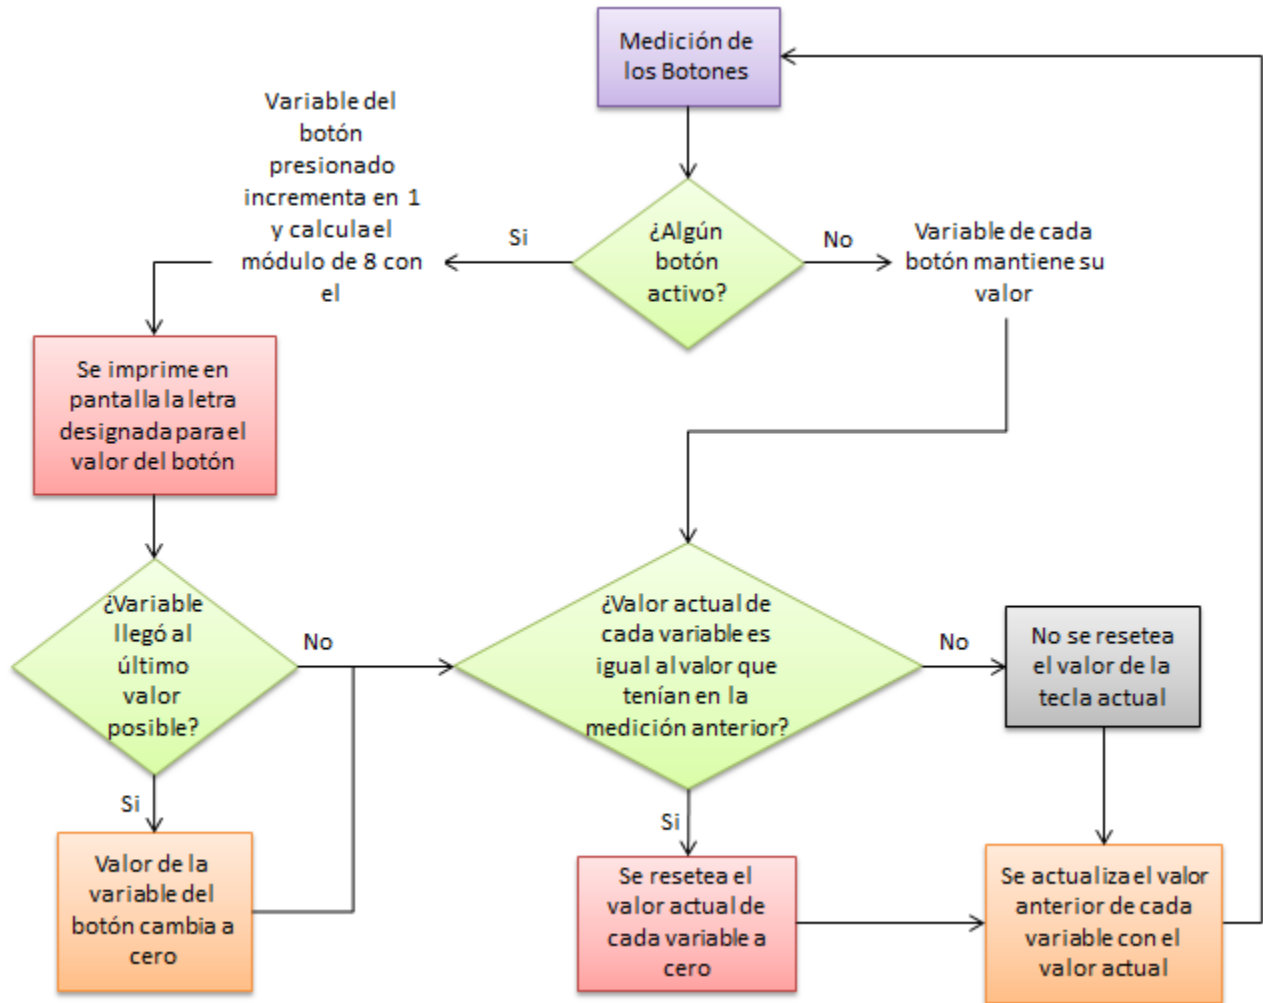 Medición de
los Botones
Variable del
botón
presionado
incrementa en 1
y calcula el
módulo de 8 con
el
Si
¿Algún
botón
activo?
No
Variable de cada
botón mantiene su
valor
Se imprime en
pantalla la letra
designada para el
valor del botón
¿Variable
llegó al
último
valor
posible?
No
¿Valor actual de
cada variable es
igual al valor que
tenían en la
medición anterior?
No
No se resetea
el valor de la
tecla actual
Si
Valor de la
variable del
botón cambia a
cero
Si
Se resetea el
valor actual de
cada variable a
cero
Se actualiza el valor
anterior de cada
variable con el
valor actual